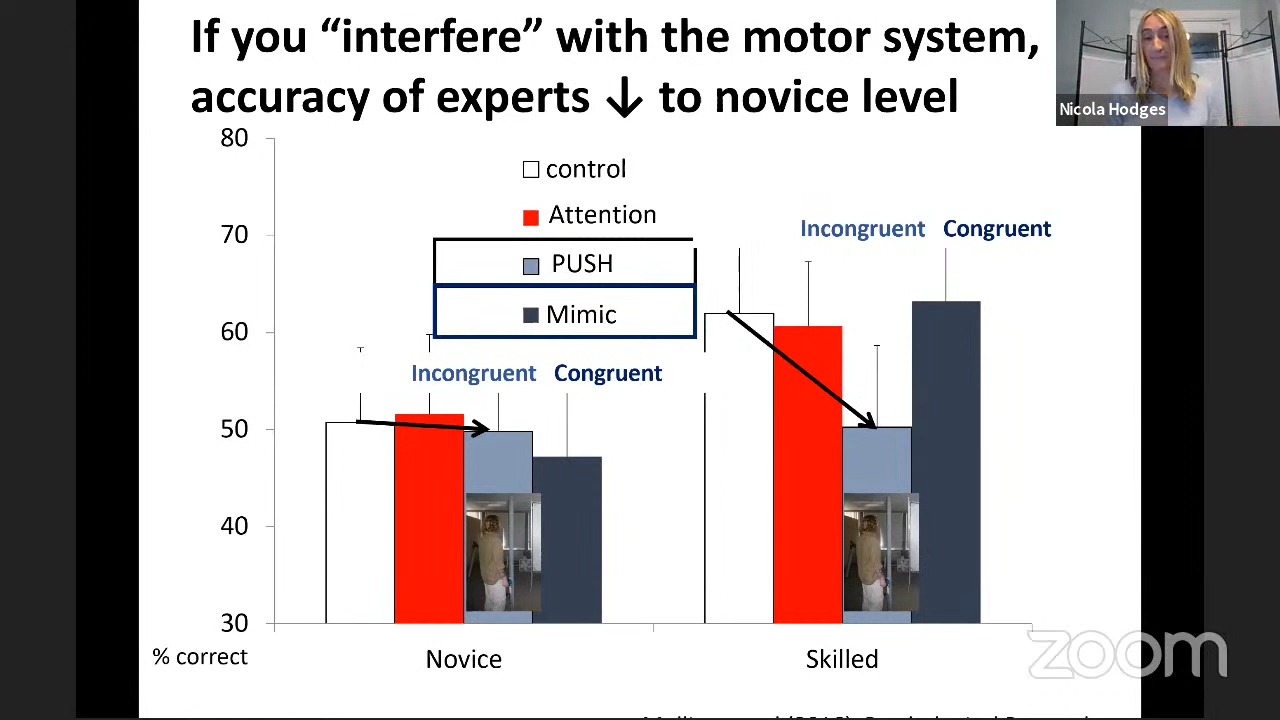 If you “interfere” with the motor system,
accuracy of experts ↓ to novice level
Nicola Hodges
80
control
Attention
70
Incongruent Congruent
PUSH
Mimic
60
Incongruent Congruent
50
40
30
% correct
Novice
Skilled
zoom